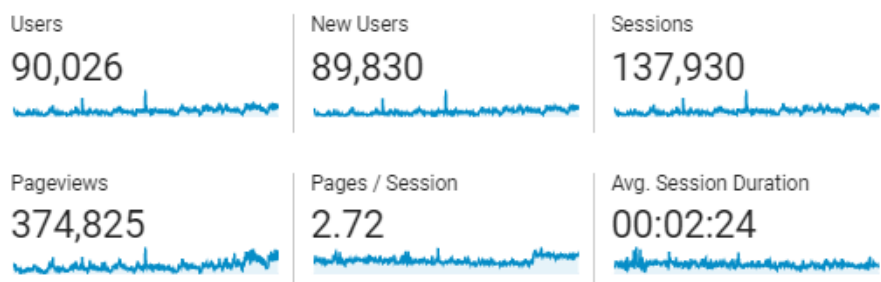 Users
New Users
Sessions
90,026
89,830
137,930
Pageviews
Pages / Session
Avg. Session Duration
374,825
2.72
00:02:24